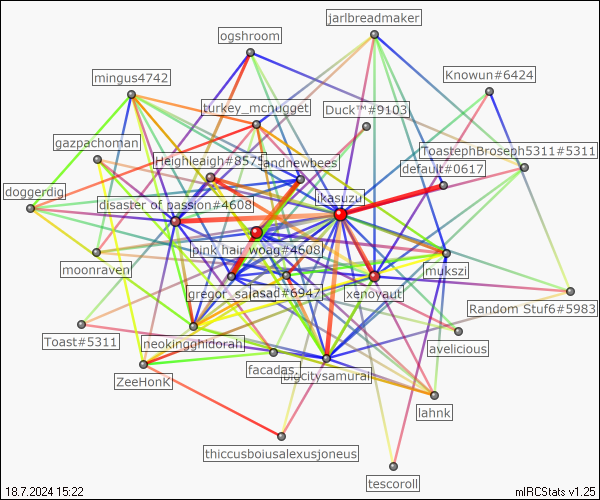 jarlbreadmaker
ogshroom
mingus4742
Knowun#6424
turkey_mcnugget
Duck™#9103
gazpachoman
ToastephBroseph5311#5311
Heighleaigh#8575
andnewbees
default#0617
doggerdig
ikasuzu
disaster of passion#4608
pink hair woag#4608
moonraven
mukszi
gregor_samsad#6947
xenoyaut
Random Stuf6#5983
Toast#5311
neokingghidorah
avelicious
facadas.
bigcitysamurai
ZeeHonk
lahnk
thiccusboiusalexusjoneus
tescoroll
18.7.2024 15:22
mIRCStats v1.25